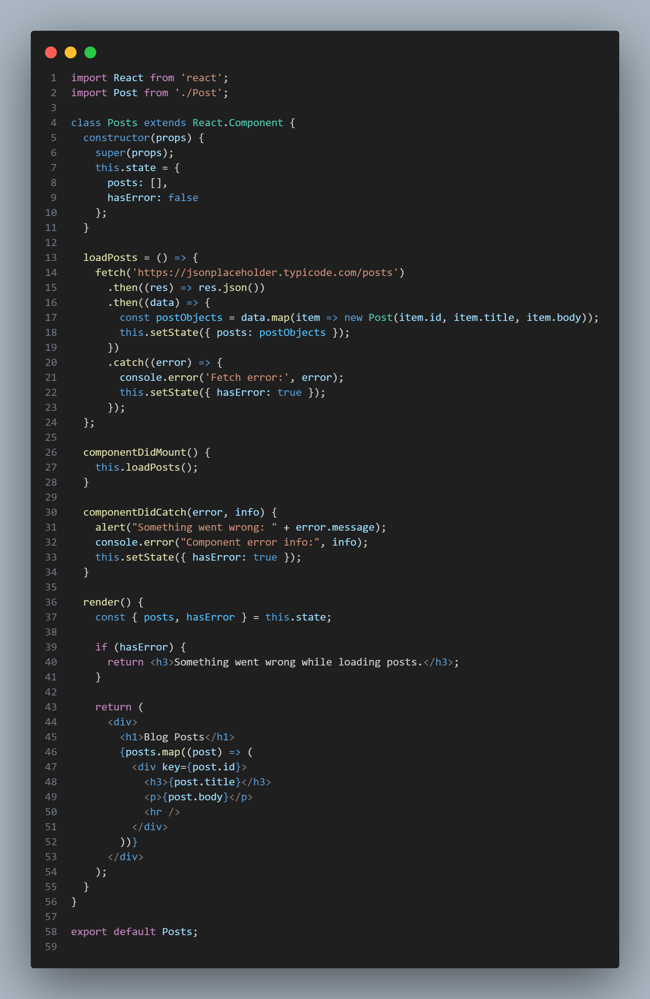 1 import React from 'react';
2 import Post from './Post';
3
4 class Posts extends React.Component {
5   constructor(props) {
6     super(props);
7     this.state = {
8       posts: [],
9       hasError: false
10     };
11   }
12
13   loadPosts = () => {
14     fetch('https://jsonplaceholder.typicode.com/posts')
15       .then((res) => res.json())
16       .then((data) => {
17         const postObjects = data.map(item => new Post(item.id, item.title, item.body));
18         this.setState({ posts: postObjects });
19       })
20       .catch((error) => {
21         console.error('Fetch error:', error);
22         this.setState({ hasError: true });
23       });
24   };
25
26   componentDidMount() {
27     this.loadPosts();
28   }
29
30   componentDidCatch(error, info) {
31     alert("Something went wrong: " + error.message);
32     console.error("Component error info:", info);
33     this.setState({ hasError: true });
34   }
35
36   render() {
37     const { posts, hasError } = this.state;
38
39     if (hasError) {
40       return <h3>Something went wrong while loading posts.</h3>;
41     }
42
43     return (
44       <div>
45         <h1>Blog Posts</h1>
46         {posts.map((post) => (
47           <div key={post.id}>
48             <h3>{post.title}</h3>
49             <p>{post.body}</p>
50             <hr />
51           </div>
52         ))}
53       </div>
54     );
55   }
56 }
57
58 export default Posts;
59